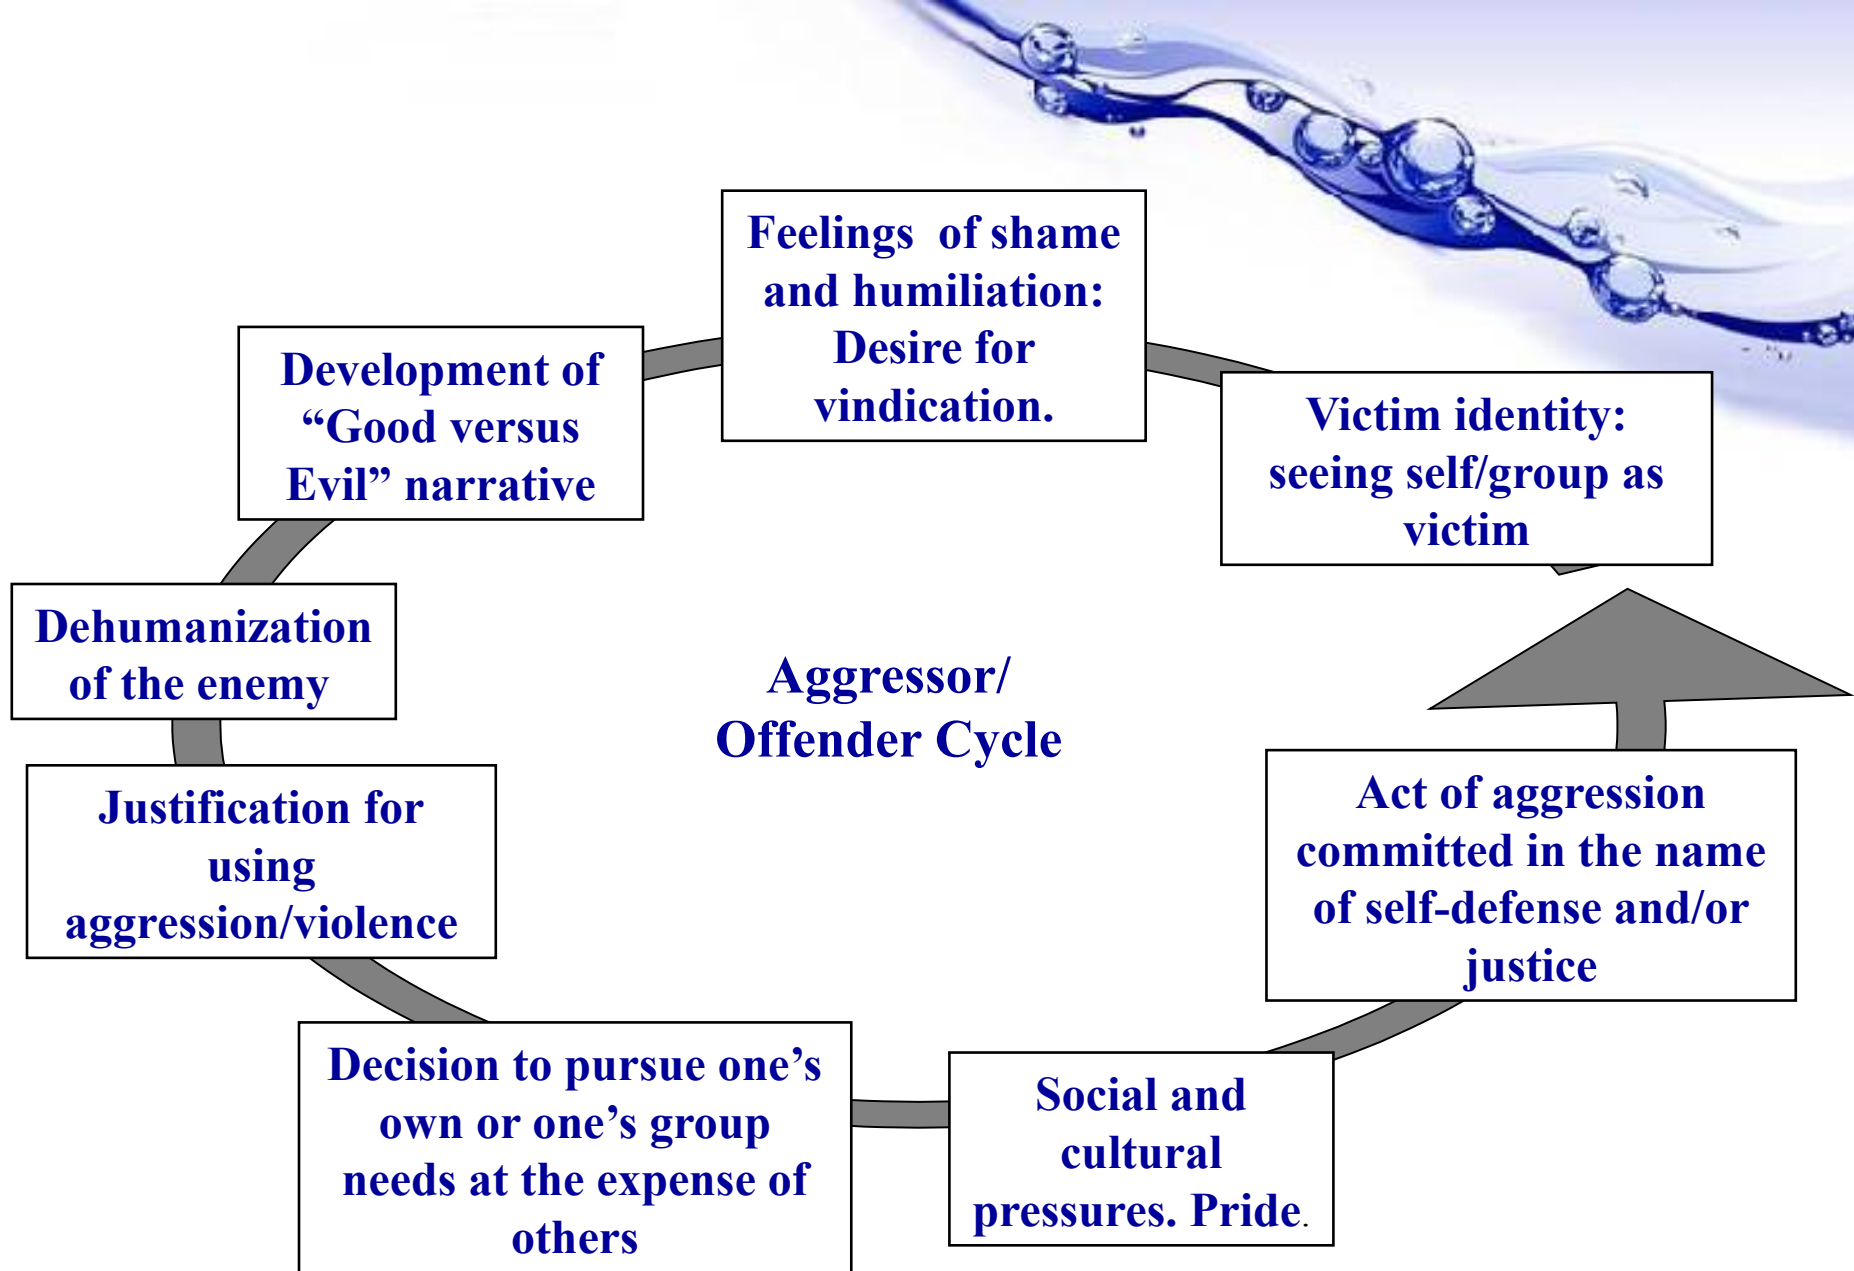 Feelings  of shame
and humiliation:
Desire for
vindication.
Development of
“Good versus
Evil” narrative
Victim identity:
seeing self/group as
victim
Dehumanization
of the enemy
Aggressor/
Offender Cycle
Justification for
using
aggression/violence
Act of aggression
committed in the name
of self-defense and/or
justice
Decision to pursue one’s
own or one’s group
needs at the expense of
others
Social and
cultural
pressures. Pride.